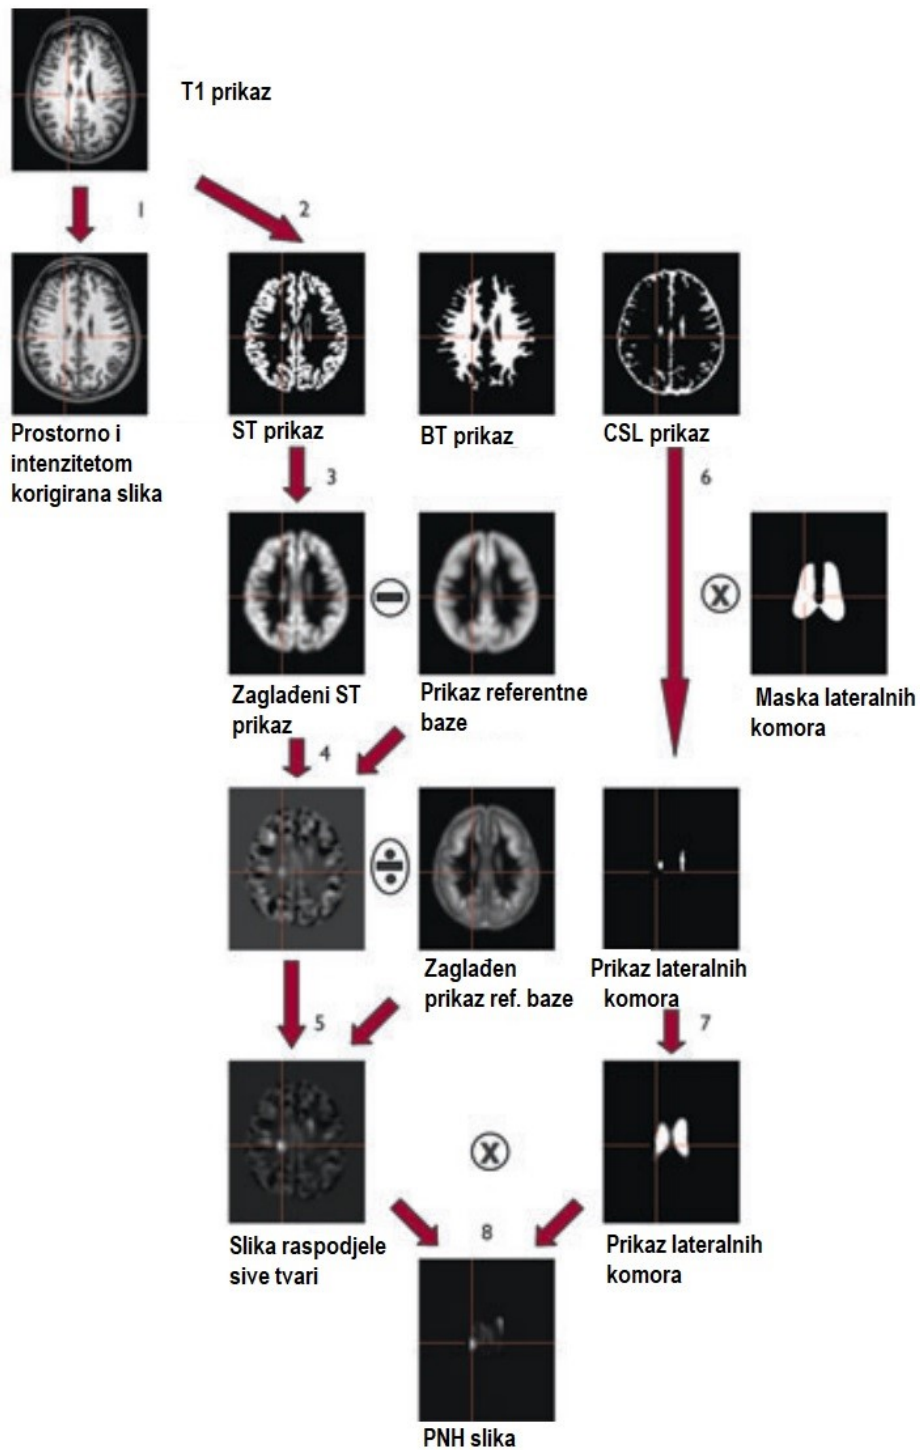 T1 prikaz
1
2
Prostorno i
intenzitetom
korigirana slika
ST prikaz
BT prikaz
CSL prikaz
3
6
Zaglađeni ST
prikaz
Prikaz referentne
baze
Maska lateralnih
komora
4
Zaglađen
prikaz ref. baze
Prikaz lateralnih
komora
5
7
Slika raspodjele
sive tvari
8
Prikaz lateralnih
komora
PNH slika